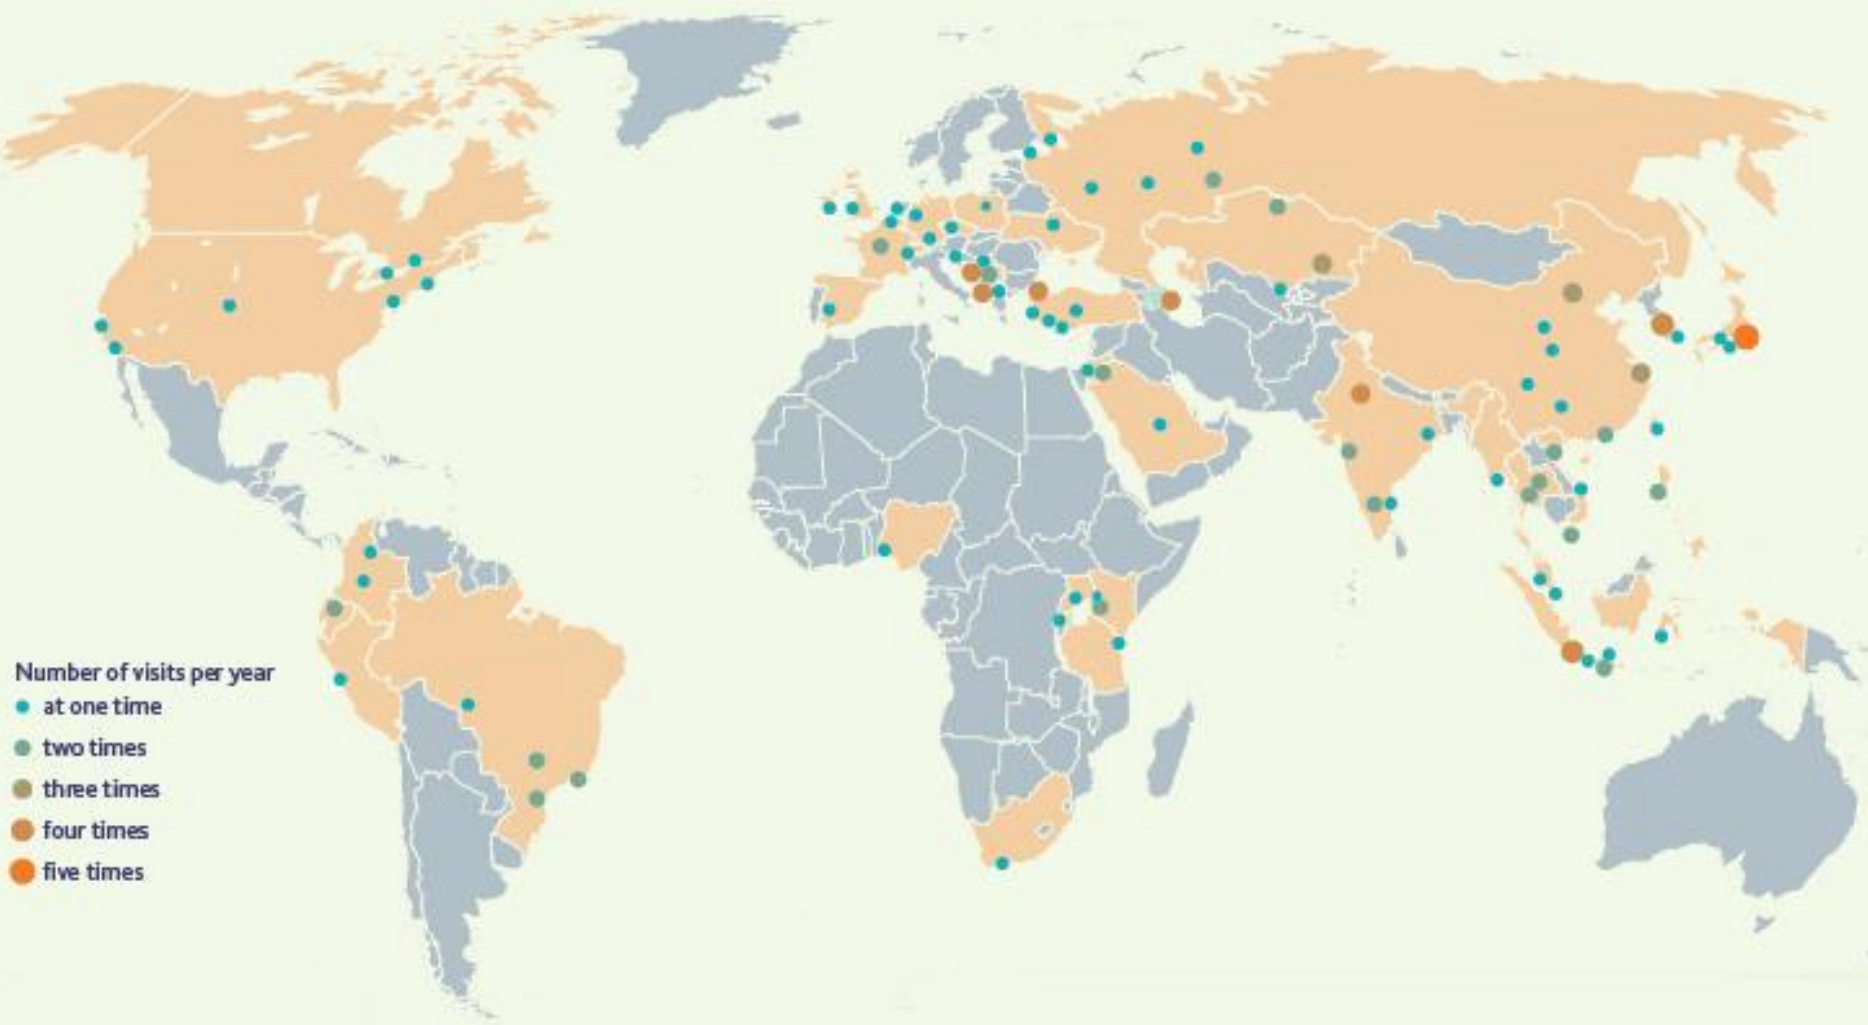 Number of visits per year
at one time
two times
three times
four times
five times